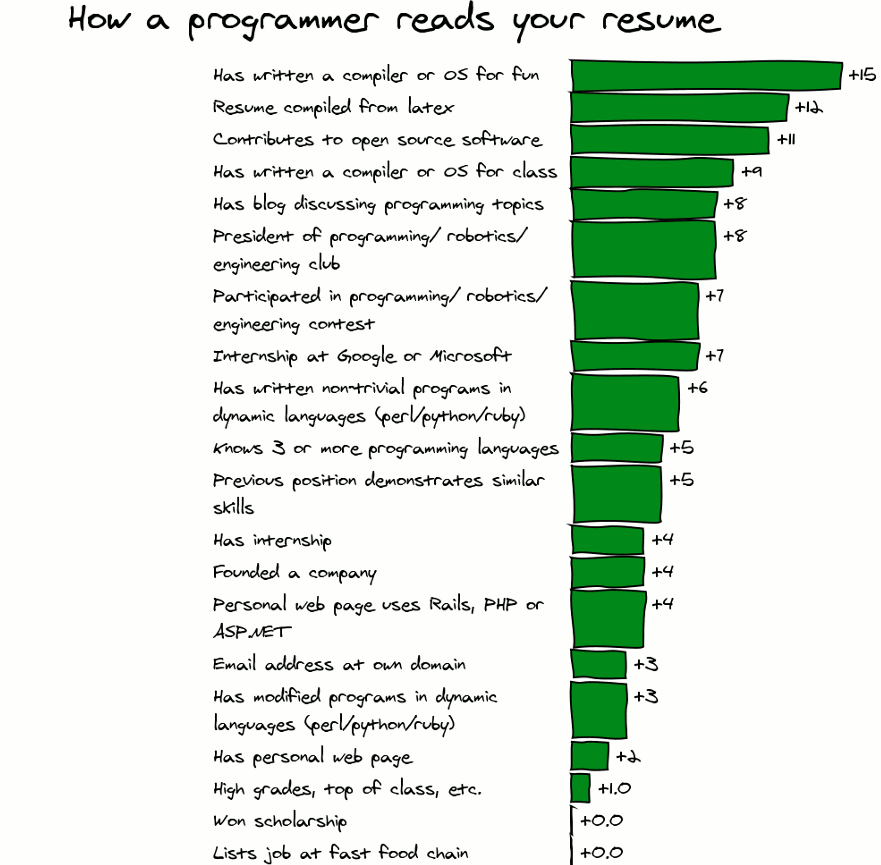 How a programmer reads your resume
Has written a compiler or OS for fun +15
Resume compiled from latex +12
Contributes to open source software +11
Has written a compiler or OS for class +9
Has blog discussing programming topics +8
President of programming/robotics/ +8
engineering club
Participated in programming/robotics/ +7
engineering contest
Internship at Google or Microsoft +7
Has written non-trivial programs in +6
dynamic languages (perl/python/ruby)
Knows 3 or more programming languages +5
Previous position demonstrates similar +5
skills
Has internship +4
Founded a company +4
Personal web page uses Rails, PHP or +4
ASP.NET
Email address at own domain +3
Has modified programs in dynamic +3
languages (perl/python/ruby)
Has personal web page +2
High grades, top of class, etc. +1.0
Won scholarship +0.0
Lists job at fast food chain +0.0